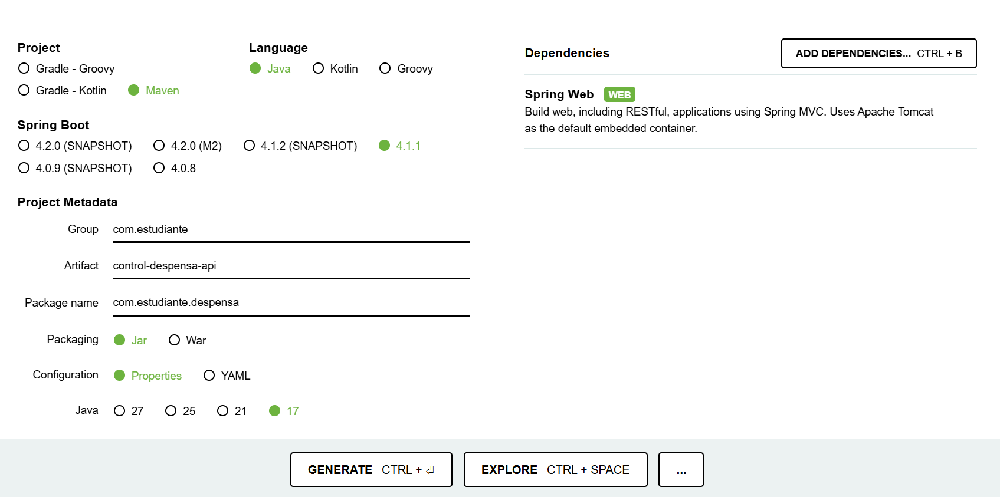 Project
Gradle - Groovy
Gradle - Kotlin Maven
Language
Java Kotlin Groovy
Spring Boot
4.2.0 (SNAPSHOT) 4.2.0 (M2) 4.1.2 (SNAPSHOT) 4.1.1
4.0.9 (SNAPSHOT) 4.0.8
Project Metadata
Group com.estudiante
Artifact control-despensa-api
Package name com.estudiante.despensa
Packaging Jar War
Configuration Properties YAML
Java 27 25 21 17
Dependencies
ADD DEPENDENCIES... CTRL + B
Spring Web WEB
Build web, including RESTful, applications using Spring MVC. Uses Apache Tomcat
as the default embedded container.
GENERATE CTRL + ⏎
EXPLORE CTRL + SPACE
...